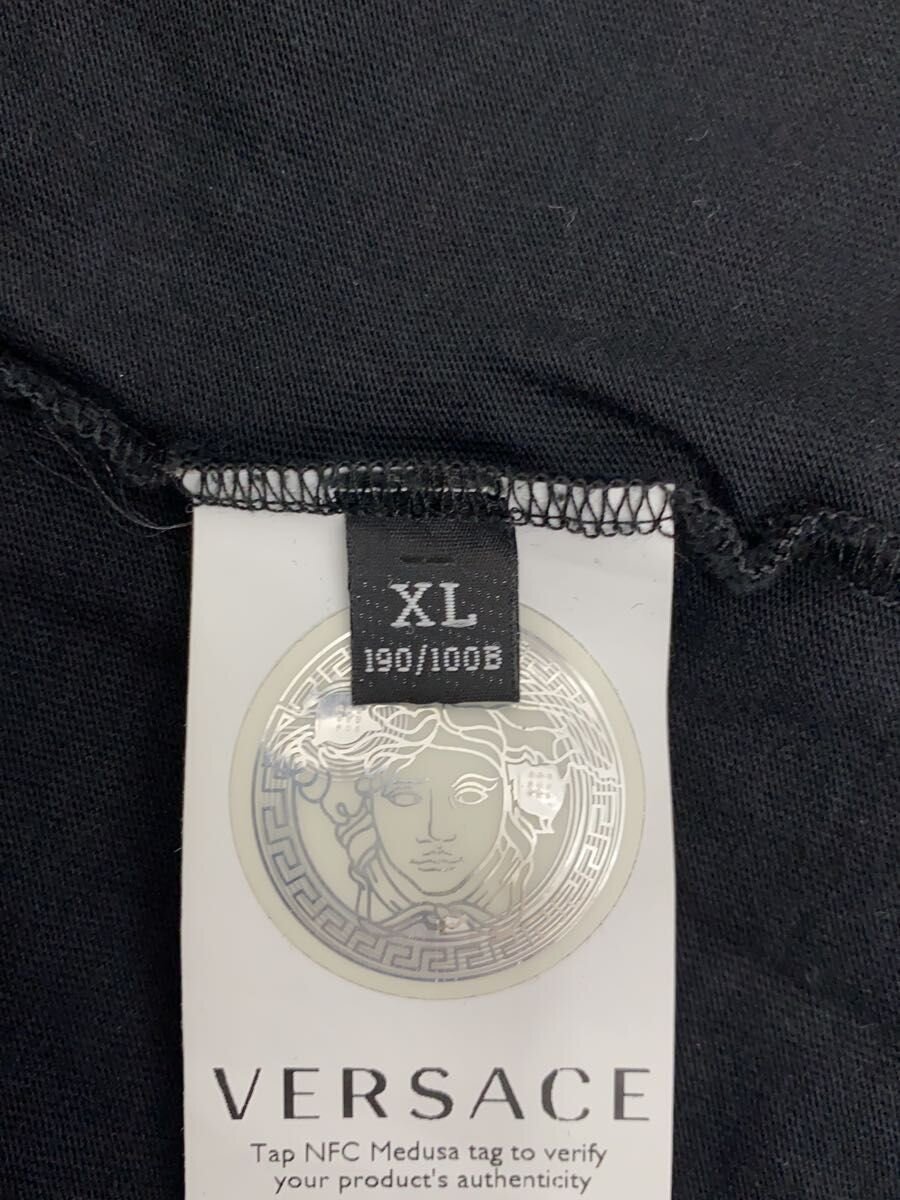 XL
190/100B
VERSACE
Tap NFC Medusa tag to verify
your product's authenticity